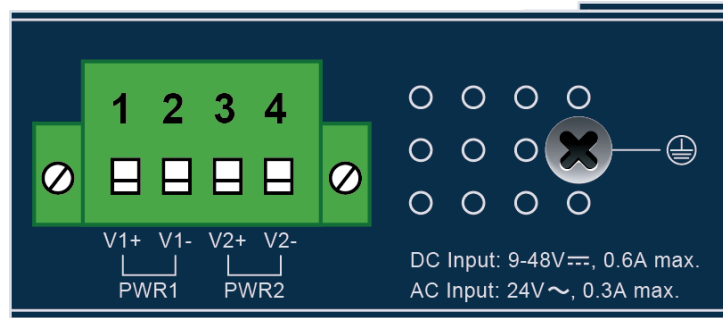 1 2 3 4
V1+ V1- V2+ V2-
PWR1 PWR2
DC Input: 9-48V⎓, 0.6A max.
AC Input: 24V～, 0.3A max.